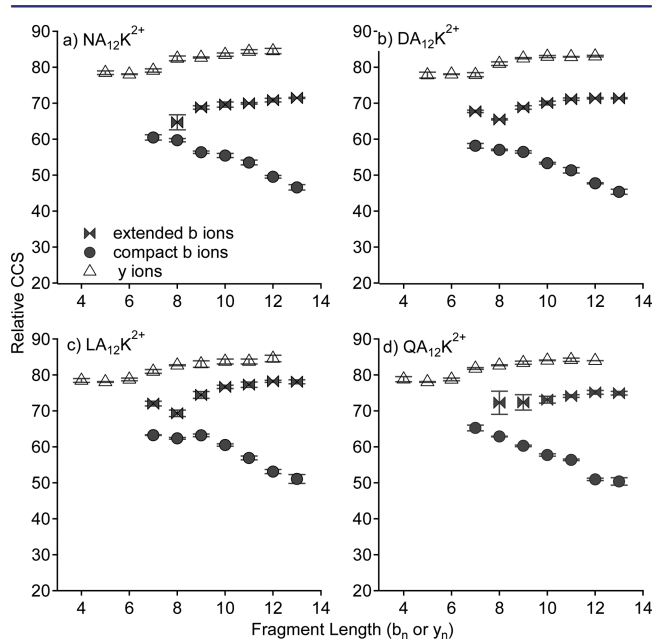 a) NA12K2+
b) DA12K2+
90
80
70
60
50
40
30
20
90
80
70
60
50
40
30
20
extended b ions
compact b ions
y ions
4 6 8 10 12 14
4 6 8 10 12 14
Relative CCS
c) LA12K2+
d) QA12K2+
90
80
70
60
50
40
30
20
90
80
70
60
50
40
30
20
4 6 8 10 12 14
4 6 8 10 12 14
Fragment Length (bn or yn)